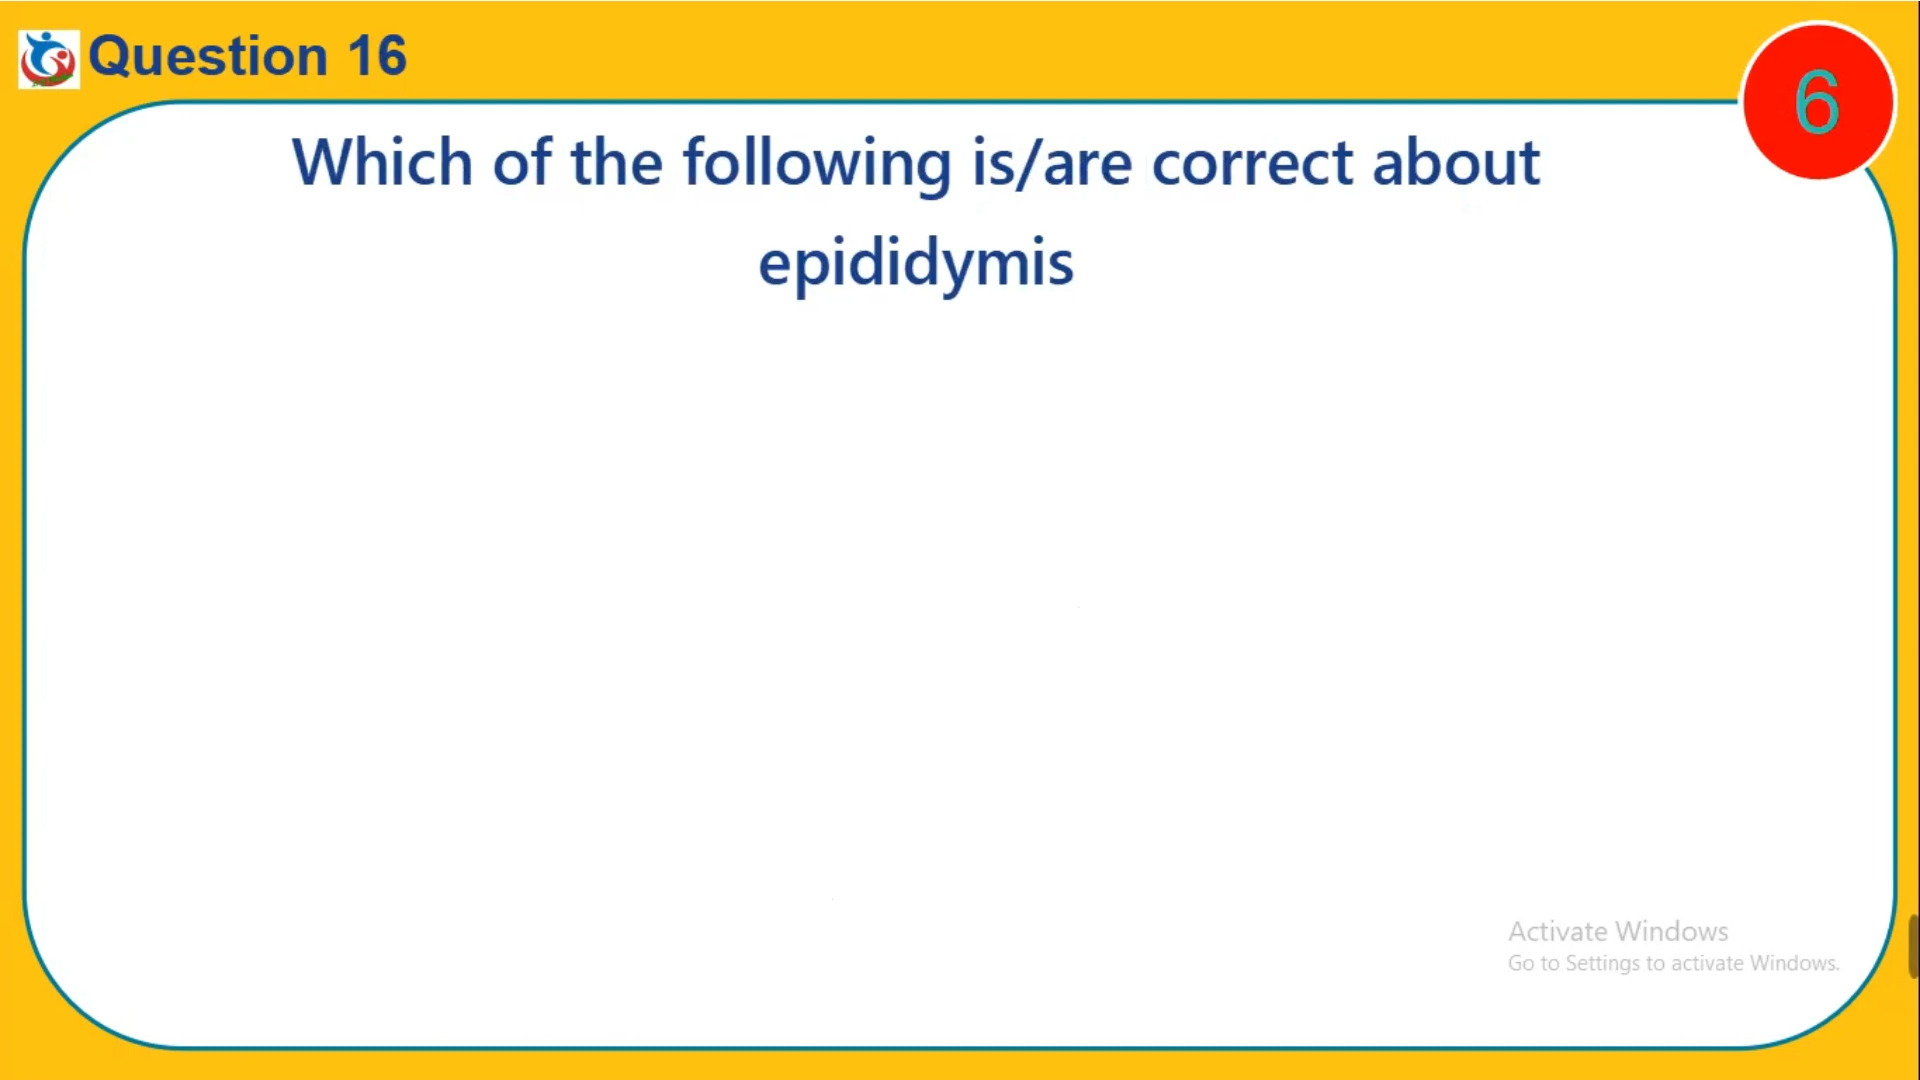 Question 16
6
Which of the following is/are correct about
epididymis
Activate Windows
Go to Settings to activate Windows.